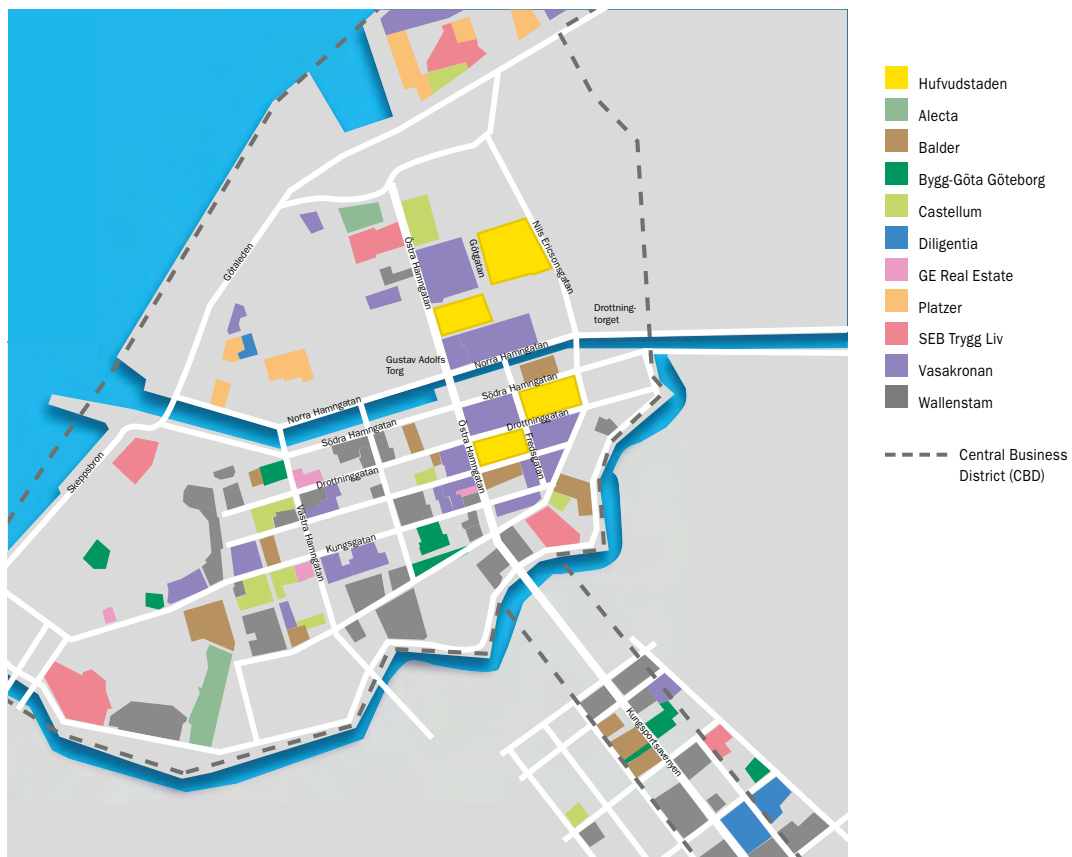 Hufvudstaden
Alecta
Balder
Bygg-Göta Göteborg
Castellum
Diligentia
GE Real Estate
Platzer
SEB Trygg Liv
Vasakronan
Wallenstam
Central Business
District (CBD)
Götaleden
Östra Hamngatan
Götgatan
Nils Ericsonsgatan
Drottning-
torget
Gustav Adolfs
Torg
Norra Hamngatan
Norra Hamngatan
Södra Hamngatan
Södra Hamngatan
Drottninggatan
Drottninggatan
Östra Hamngatan
Fredsgatan
Skeppsbron
Västra Hamngatan
Kungsgatan
Kungsportsavenyen